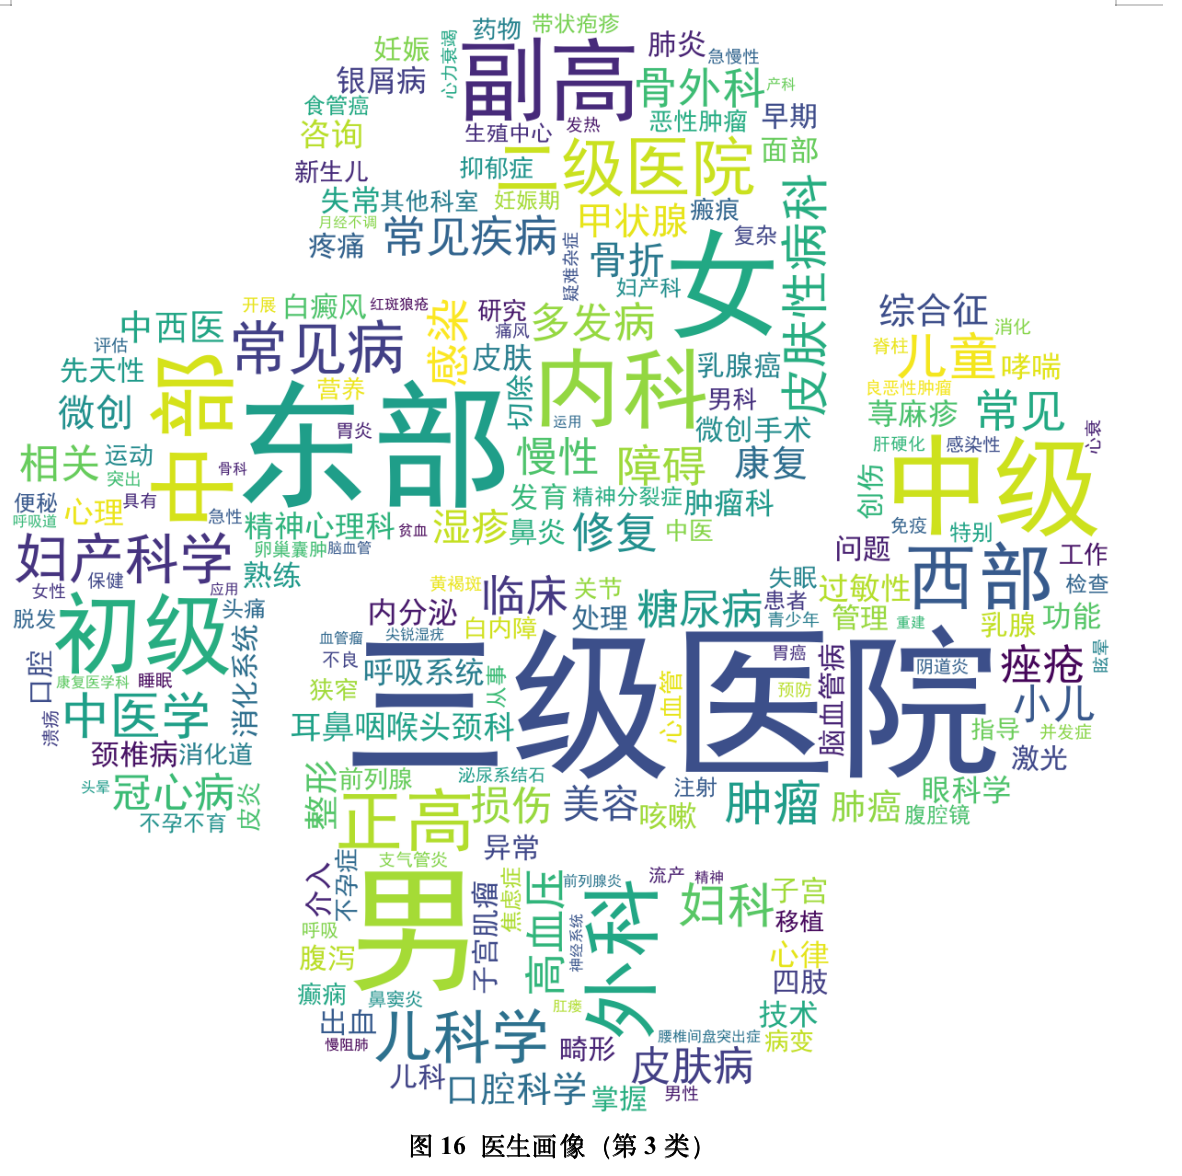 药物
带状疱疹
妊娠
心力衰竭
副高
肺炎
急慢性
银屑病
骨外科
产科
食管癌
恶性肿瘤
早期
咨询
生殖中心
发热
面部
新生儿
抑郁症
二级医院
失常
其他科室
妊娠期
甲状腺
瘢痕
月经不调
常见疾病
复杂
疼痛
疑难杂症
骨折
女
皮肤性病科
妇产科
综合征
开展
白癜风
红斑狼疮
感染
研究
多发病
中西医
常见病
痛风
消化
评估
脊柱
儿童
哮喘
先天性
中部
皮肤
内科
乳腺癌
营养
切除
男科
良恶性肿瘤
微创
东部
运用
微创手术
荨麻疹
常见
胃炎
心衰
相关
运动
骨科
慢性
障碍
康复
肝硬化
感染性
中级
突出
便秘
具有
发育
精神分裂症
肿瘤科
创伤
呼吸道
心理
急性
精神心理科
贫血
湿疹
鼻炎
修复
中医
免疫
特别
妇产科学
卵巢囊肿
脑血管
问题
工作
保健
熟练
黄褐斑
临床
关节
失眠
过敏性
西部
检查
女性
应用
初级
头痛
内分泌
白内障
处理
糖尿病
患者
青少年
管理
重建
乳腺
功能
脱发
血管瘤
尖锐湿疣
三级医院
口腔
消化系统
不良
呼吸系统
胃癌
脑血管病
阴道炎
痤疮
眩晕
康复医学科
睡眠
狭窄
从事
心血管
预防
小儿
溃疡
中医学
耳鼻咽喉头颈科
指导
并发症
颈椎病
消化道
激光
头晕
冠心病
皮炎
整形
前列腺
泌尿系结石
注射
眼科学
不孕不育
正高
损伤
美容
咳嗽
肿瘤
肺癌
腹腔镜
异常
支气管炎
介入
不孕症
男
子宫肌瘤
焦虑症
高血压
前列腺炎
外科
流产
精神
妇科
子宫
移植
呼吸
神经系统
腹泻
心律
四肢
癫痫
鼻窦炎
肛瘘
技术
出血
儿科学
腰椎间盘突出症
病变
慢阻肺
畸形
皮肤病
儿科
口腔科学
掌握
男性
图 16 医生画像（第 3 类）